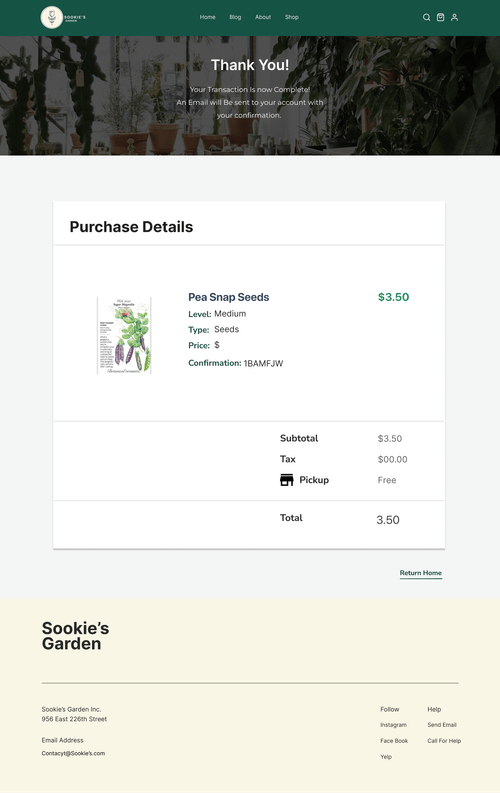 SOOKIE'S
Home Blog About Shop
Thank You!
Your Transaction is now Complete!
An Email will Be sent to your account with
your confirmation.
Purchase Details
Pea Snap Seeds $3.50
Level: Medium
Type: Seeds
Price: $
Confirmation: 1BAMFJW
Subtotal $3.50
Tax $00.00
Pickup Free
Total 3.50
Return Home
Sookie's
Garden
Sookie's Garden Inc.
956 East 226th Street
Email Address
Contacyt@Sookie's.com
Follow Help
Instagram Send Email
Face Book Call For Help
Yelp